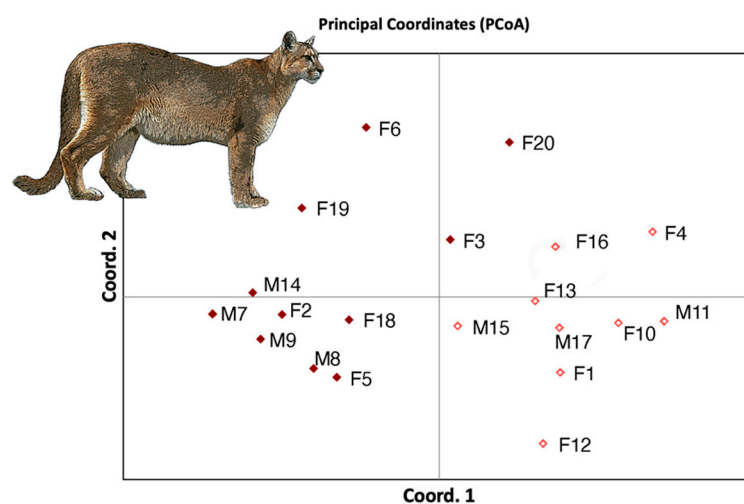 Principal Coordinates (PCoA)
F6
F20
F19
F3
F16
F4
Coord. 2
M14
F13
M7
F2
F18
M15
M17
F10
M11
M9
M8
F5
F1
F12
Coord. 1